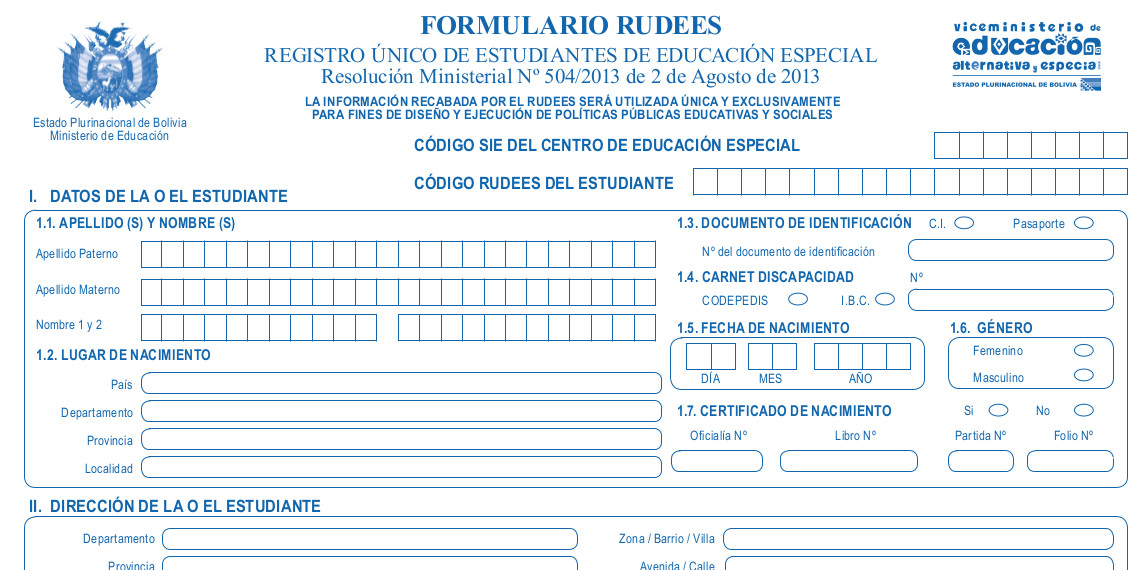 FORMULARIO RUDEES
REGISTRO ÚNICO DE ESTUDIANTES DE EDUCACIÓN ESPECIAL
Resolución Ministerial Nº 504/2013 de 2 de Agosto de 2013
LA INFORMACIÓN RECABADA POR EL RUDEES SERÁ UTILIZADA ÚNICA Y EXCLUSIVAMENTE
PARA FINES DE DISEÑO Y EJECUCIÓN DE POLÍTICAS PÚBLICAS EDUCATIVAS Y SOCIALES
Estado Plurinacional de Bolivia
Ministerio de Educación
viceministerio de
educación
alternativa y especial
ESTADO PLURINACIONAL DE BOLIVIA
CÓDIGO SIE DEL CENTRO DE EDUCACIÓN ESPECIAL
CÓDIGO RUDEES DEL ESTUDIANTE
I. DATOS DE LA O EL ESTUDIANTE
1.1. APELLIDO (S) Y NOMBRE (S)
Apellido Paterno
Apellido Materno
Nombre 1 y 2
1.2. LUGAR DE NACIMIENTO
País
Departamento
Provincia
Localidad
1.3. DOCUMENTO DE IDENTIFICACIÓN C.I. Pasaporte
Nº del documento de identificación
1.4. CARNET DISCAPACIDAD Nº
CODEPEDIS I.B.C.
1.5. FECHA DE NACIMIENTO
DÍA MES AÑO
1.6. GÉNERO
Femenino
Masculino
1.7. CERTIFICADO DE NACIMIENTO Si No
Oficialía Nº Libro Nº Partida Nº Folio Nº
II. DIRECCIÓN DE LA O EL ESTUDIANTE
Departamento Zona / Barrio / Villa
Provincia Avenida / Calle